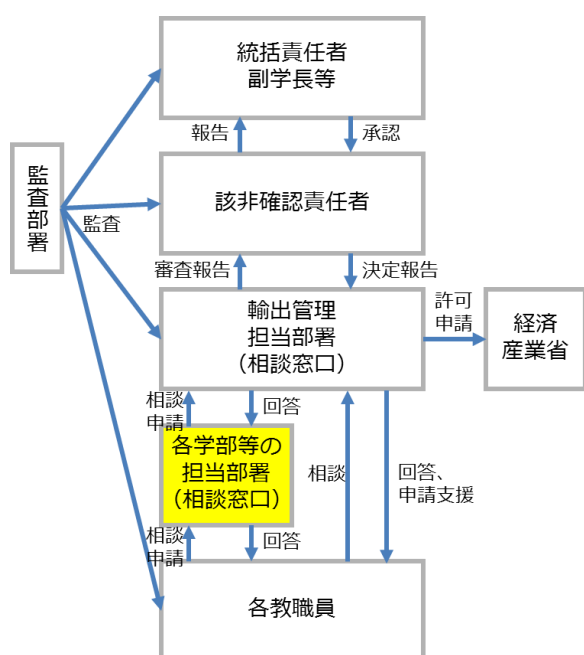 統括責任者
副学長等
報告
承認
監査部署
監査
該非確認責任者
審査報告
決定報告
輸出管理
担当部署
（相談窓口）
許可
申請
経済
産業省
相談
申請
回答
各学部等の
担当部署
（相談窓口）
相談
回答、
申請支援
相談
申請
回答
各教職員